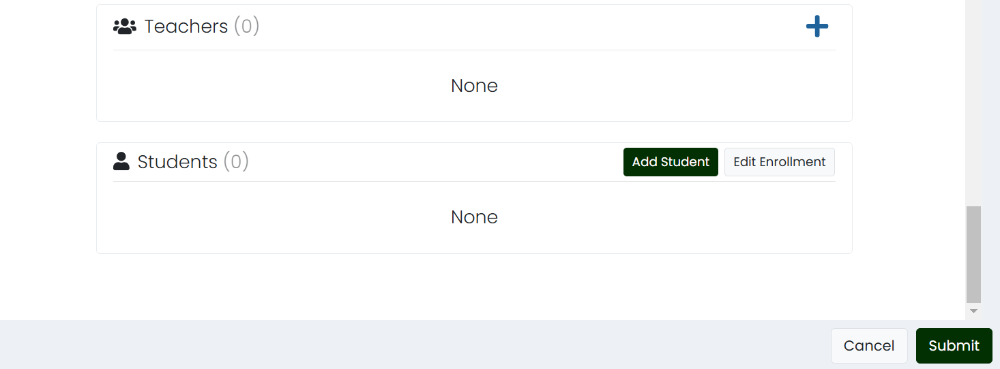 Teachers (0)
None
Students (0) Add Student Edit Enrollment
None
Cancel Submit